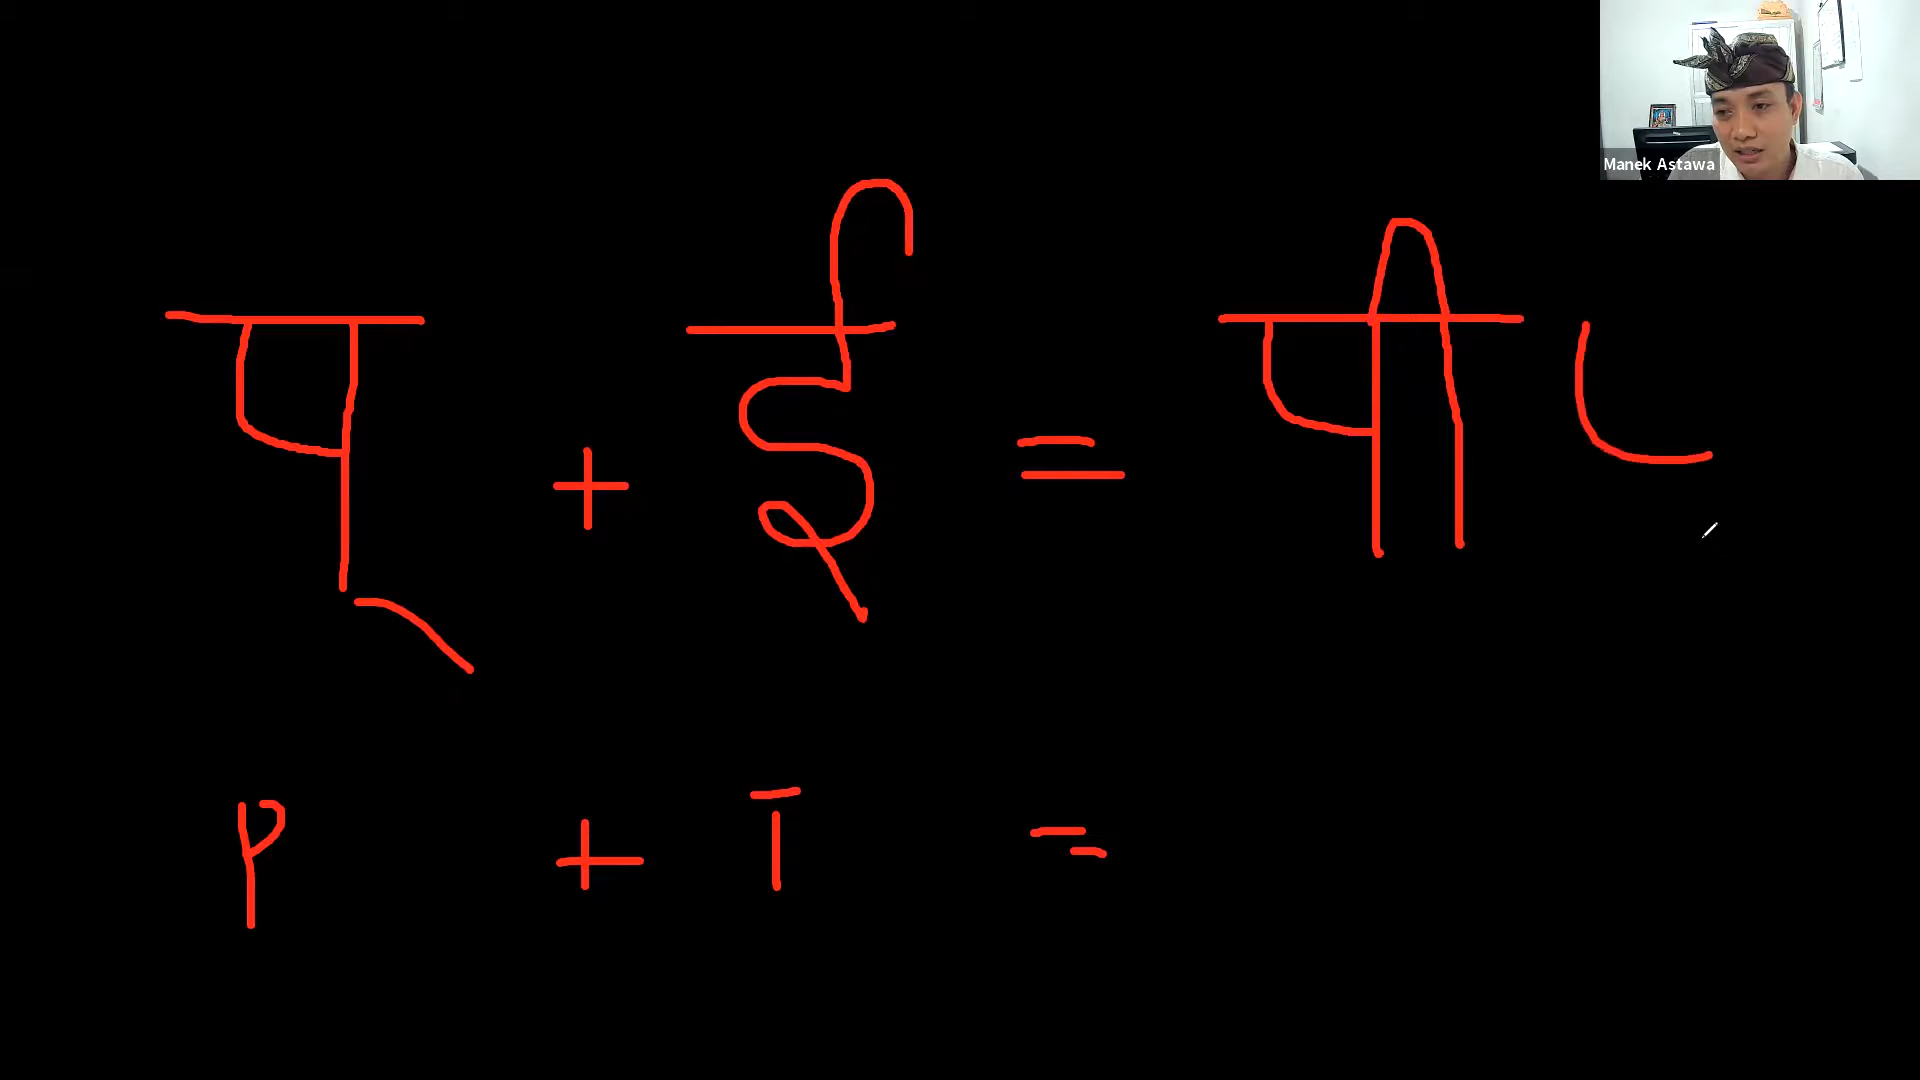 Manek Astawa
प् + ई = पी
p + ī =